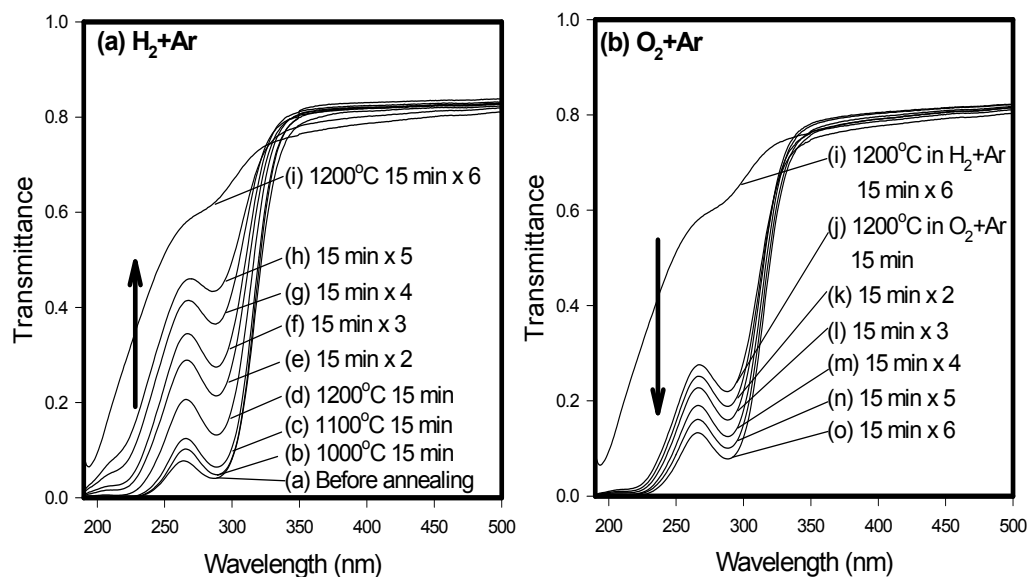 (a) H₂+Ar
1.0
0.8
0.6
0.4
0.2
0.0
Transmittance
(i) 1200°C 15 min x 6
(h) 15 min x 5
(g) 15 min x 4
(f) 15 min x 3
(e) 15 min x 2
(d) 1200°C 15 min
(c) 1100°C 15 min
(b) 1000°C 15 min
(a) Before annealing
200 250 300 350 400 450 500
Wavelength (nm)
(b) O₂+Ar
1.0
0.8
0.6
0.4
0.2
0.0
Transmittance
(i) 1200°C in H₂+Ar
15 min x 6
(j) 1200°C in O₂+Ar
15 min
(k) 15 min x 2
(l) 15 min x 3
(m) 15 min x 4
(n) 15 min x 5
(o) 15 min x 6
200 250 300 350 400 450 500
Wavelength (nm)